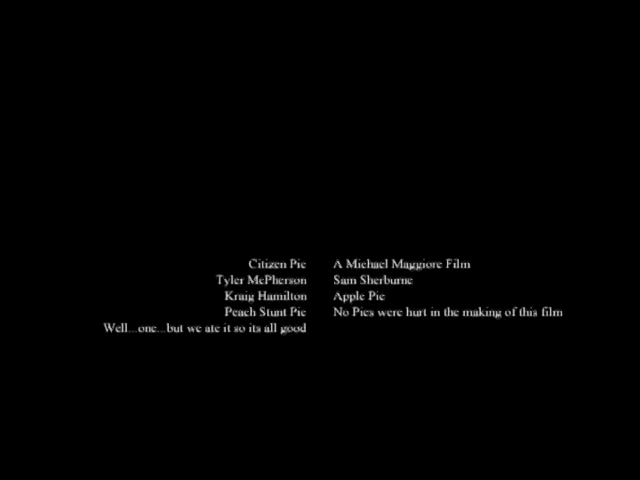 Citizen Pie A Michael Maggiore Film
Tyler McPherson Sam Sherburne
Kraig Hamilton Apple Pie
Peach Stunt Pie No Pies were hurt in the making of this film
Well...one...but we ate it so its all good